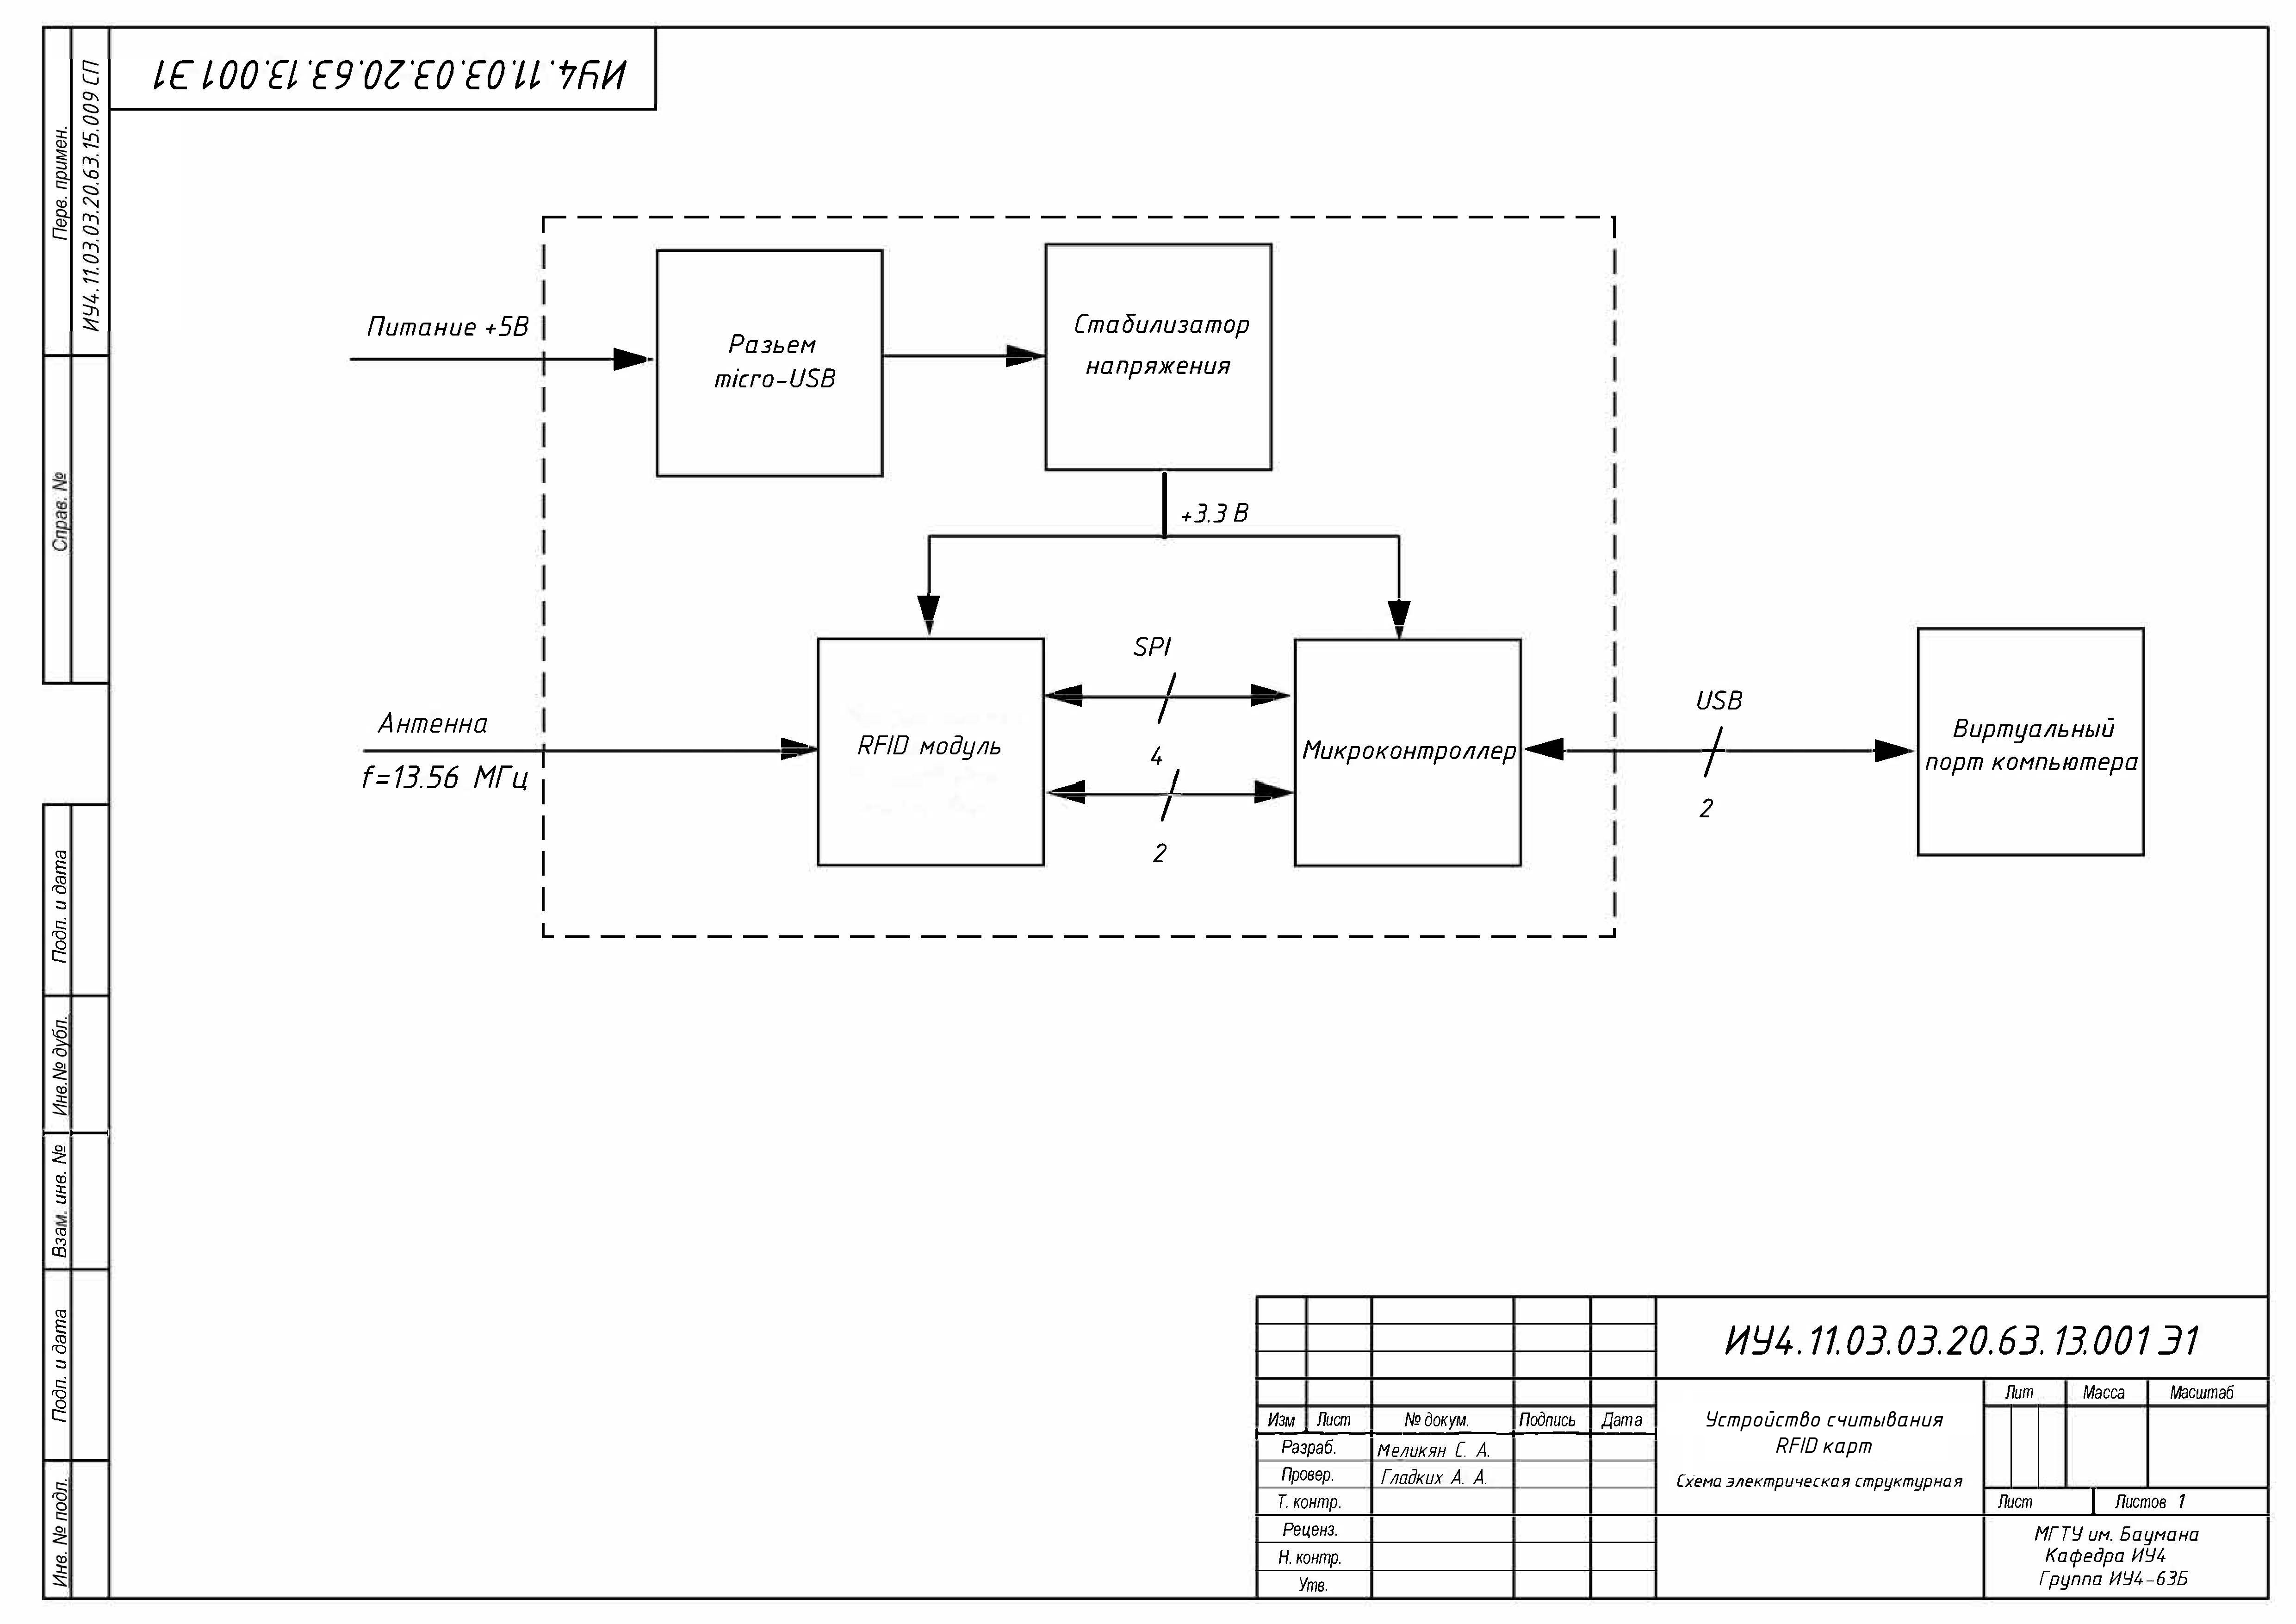 ИУ4.11.03.03.20.63.13.001 Э1
Перв. примен.
ИУ4.11.03.03.20.63.15.009 СП
Справ. №
Подп. и дата
Инв.№ дубл.
Взам. инв. №
Подп. и дата
Инв. № подл.
Питание +5В
Разьем
micro-USB
Стабилизатор
напряжения
+3.3 В
Антенна
f=13.56 МГц
RFID модуль
SPI
4
2
Микроконтроллер
USB
2
Виртуальный
порт компьютера
ИУ4.11.03.03.20.63.13.001 Э1
Изм Лист № докум. Подпись Дата
Разраб. Меликян С. А.
Провер. Гладких А. А.
Т. контр.
Реценз.
Н. контр.
Утв.
Устройство считывания
RFID карт
Схема электрическая структурная
Лит Масса Масштаб
Лист Листов 1
МГТУ им. Баумана
Кафедра ИУ4
Группа ИУ4-63Б